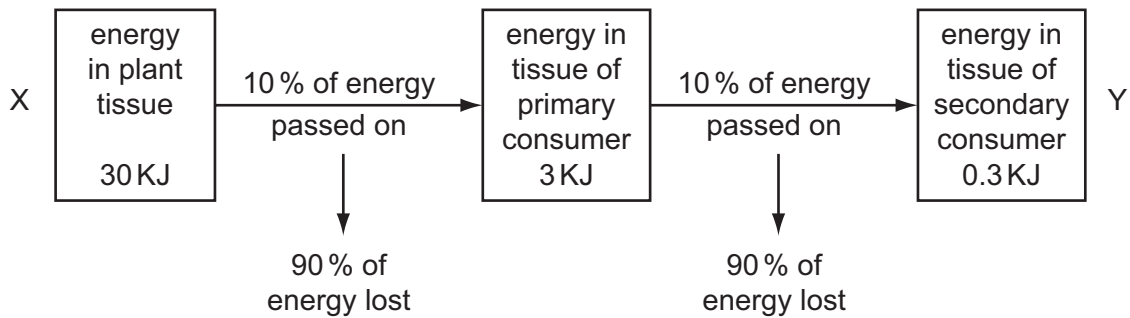 X
energy
in plant
tissue
30 KJ
10 % of energy
passed on
90 % of
energy lost
energy in
tissue of
primary
consumer
3 KJ
10 % of energy
passed on
90 % of
energy lost
energy in
tissue of
secondary
consumer
0.3 KJ
Y